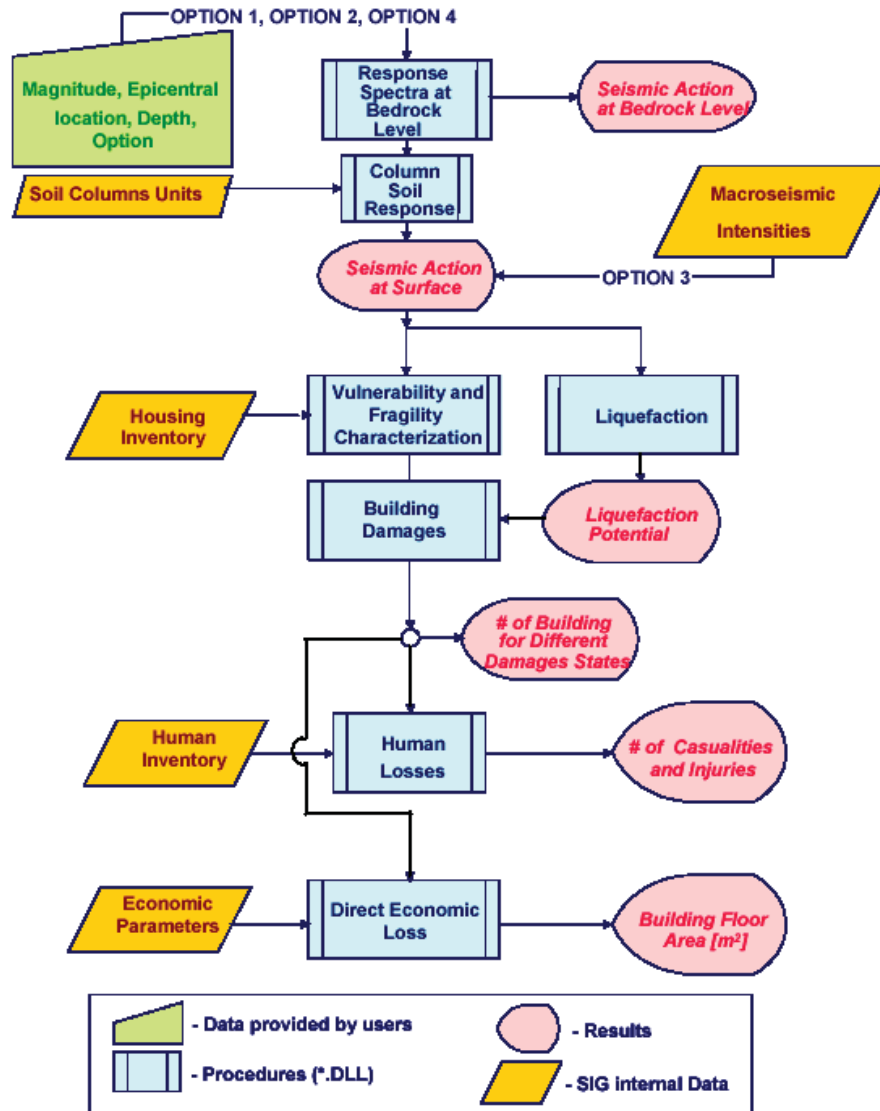 OPTION 1, OPTION 2, OPTION 4
Magnitude, Epicentral
location, Depth,
Option
Response
Spectra at
Bedrock
Level
Seismic Action
at Bedrock Level
Soil Columns Units
Column
Soil
Response
Macroseismic
Intensities
Seismic Action
at Surface
OPTION 3
Housing
Inventory
Vulnerability and
Fragility
Characterization
Liquefaction
Building
Damages
Liquefaction
Potential
# of Building
for Different
Damages States
Human
Inventory
Human
Losses
# of Casualities
and Injuries
Economic
Parameters
Direct Economic
Loss
Building Floor
Area [m²]
- Data provided by users
- Results
- Procedures (*.DLL)
- SIG internal Data